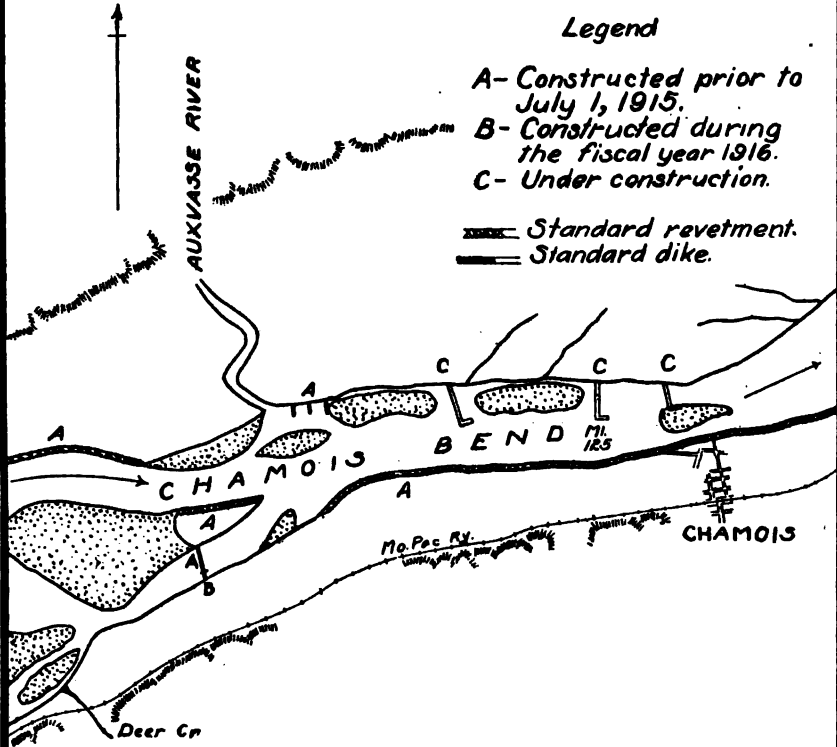 Legend
A- Constructed prior to
July 1, 1915.
B- Constructed during
the fiscal year 1916.
C- Under construction.
Standard revetment.
Standard dike.
AUXVASSE RIVER
C
C
C
A
A
CHAMOIS BEND
MI.
125
A
A
A
B
Mo. Pac Ry.
CHAMOIS
Deer Cr